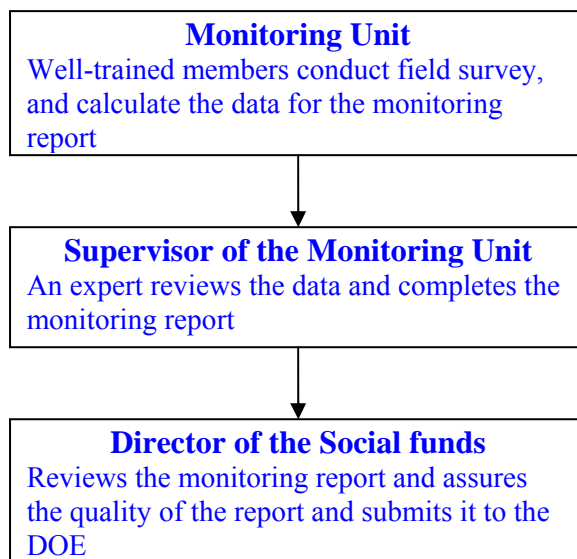 Monitoring Unit
Well-trained members conduct field survey,
and calculate the data for the monitoring
report
Supervisor of the Monitoring Unit
An expert reviews the data and completes the
monitoring report
Director of the Social funds
Reviews the monitoring report and assures
the quality of the report and submits it to the
DOE